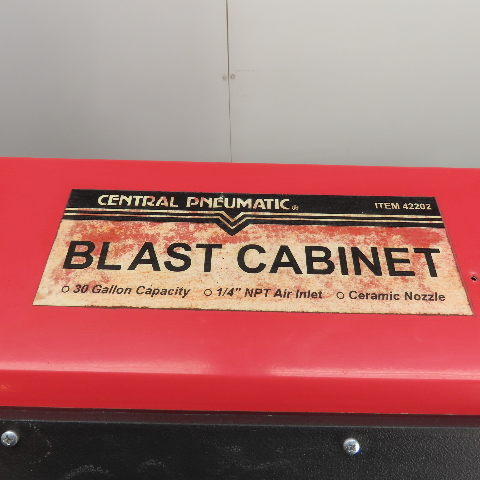 CENTRAL PNEUMATIC® ITEM 42202
BLAST CABINET
○ 30 Gallon Capacity ○ 1/4" NPT Air Inlet ○ Ceramic Nozzle